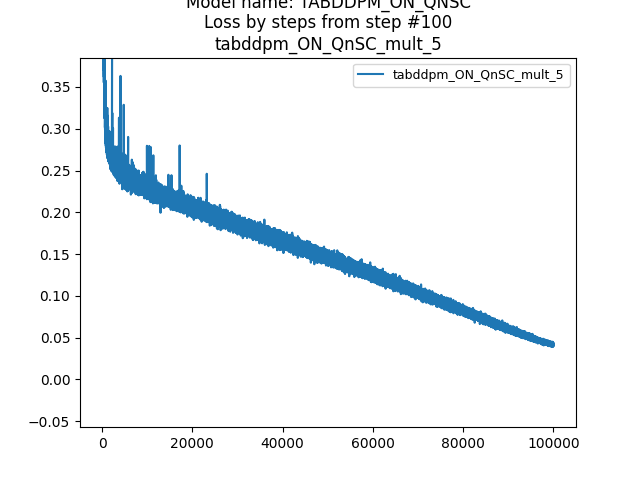 Model name: TABDDPM_ON_QNSC
Loss by steps from step #100
tabddpm_ON_QnSC_mult_5
tabddpm_ON_QnSC_mult_5
0.35
0.30
0.25
0.20
0.15
0.10
0.05
0.00
−0.05
0 20000 40000 60000 80000 100000